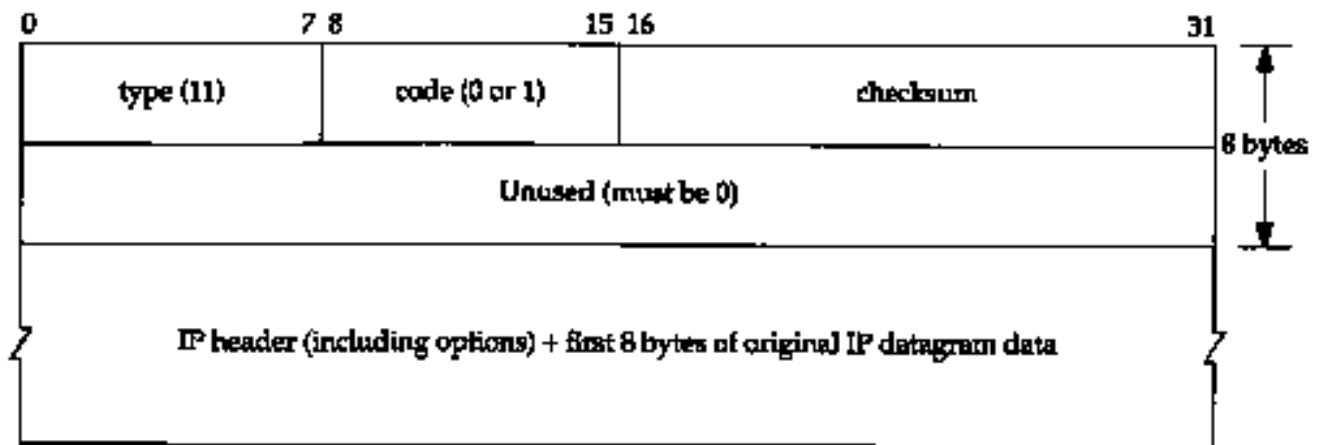 0 7 8 15 16 31
type (11) code (0 or 1) checksum
8 bytes
Unused (must be 0)
IP header (including options) + first 8 bytes of original IP datagram data